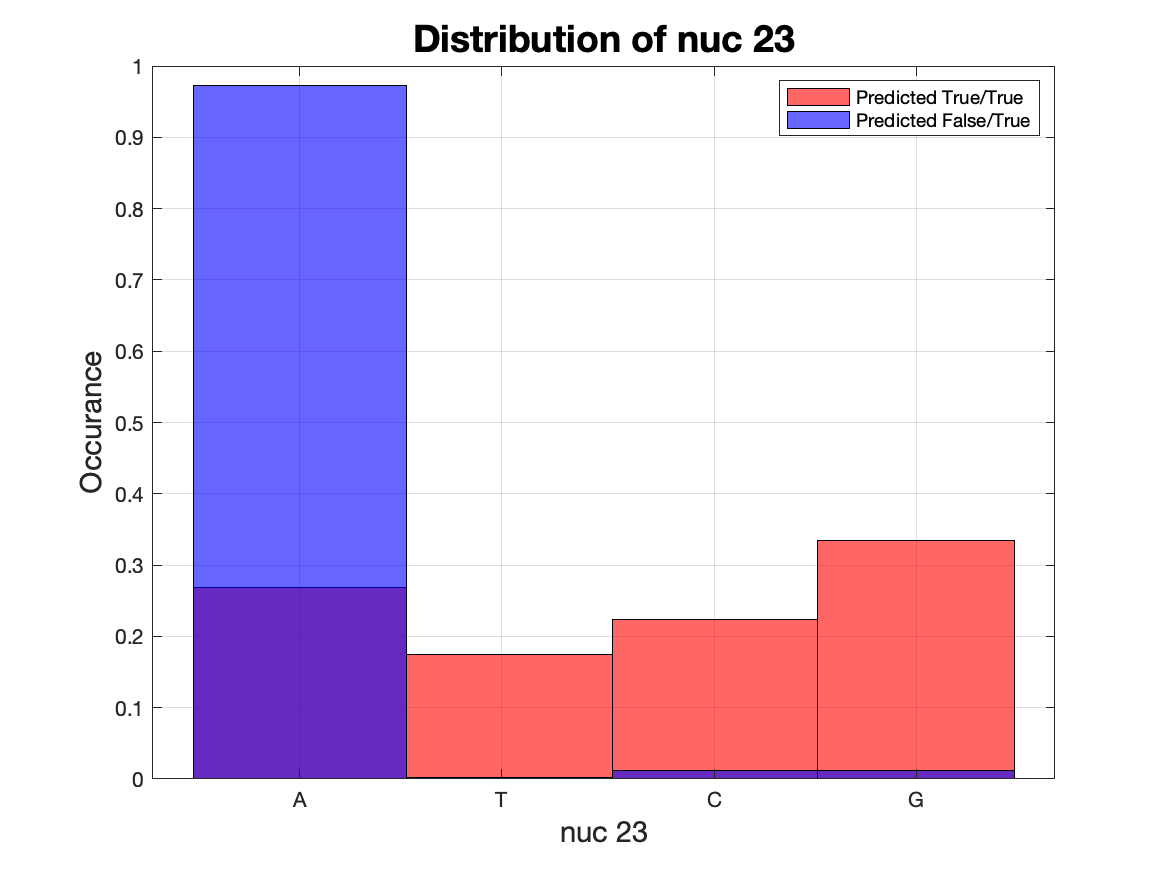 Distribution of nuc 23
Predicted True/True
Predicted False/True
1
0.9
0.8
0.7
0.6
0.5
0.4
0.3
0.2
0.1
0
Occurance
A T C G
nuc 23